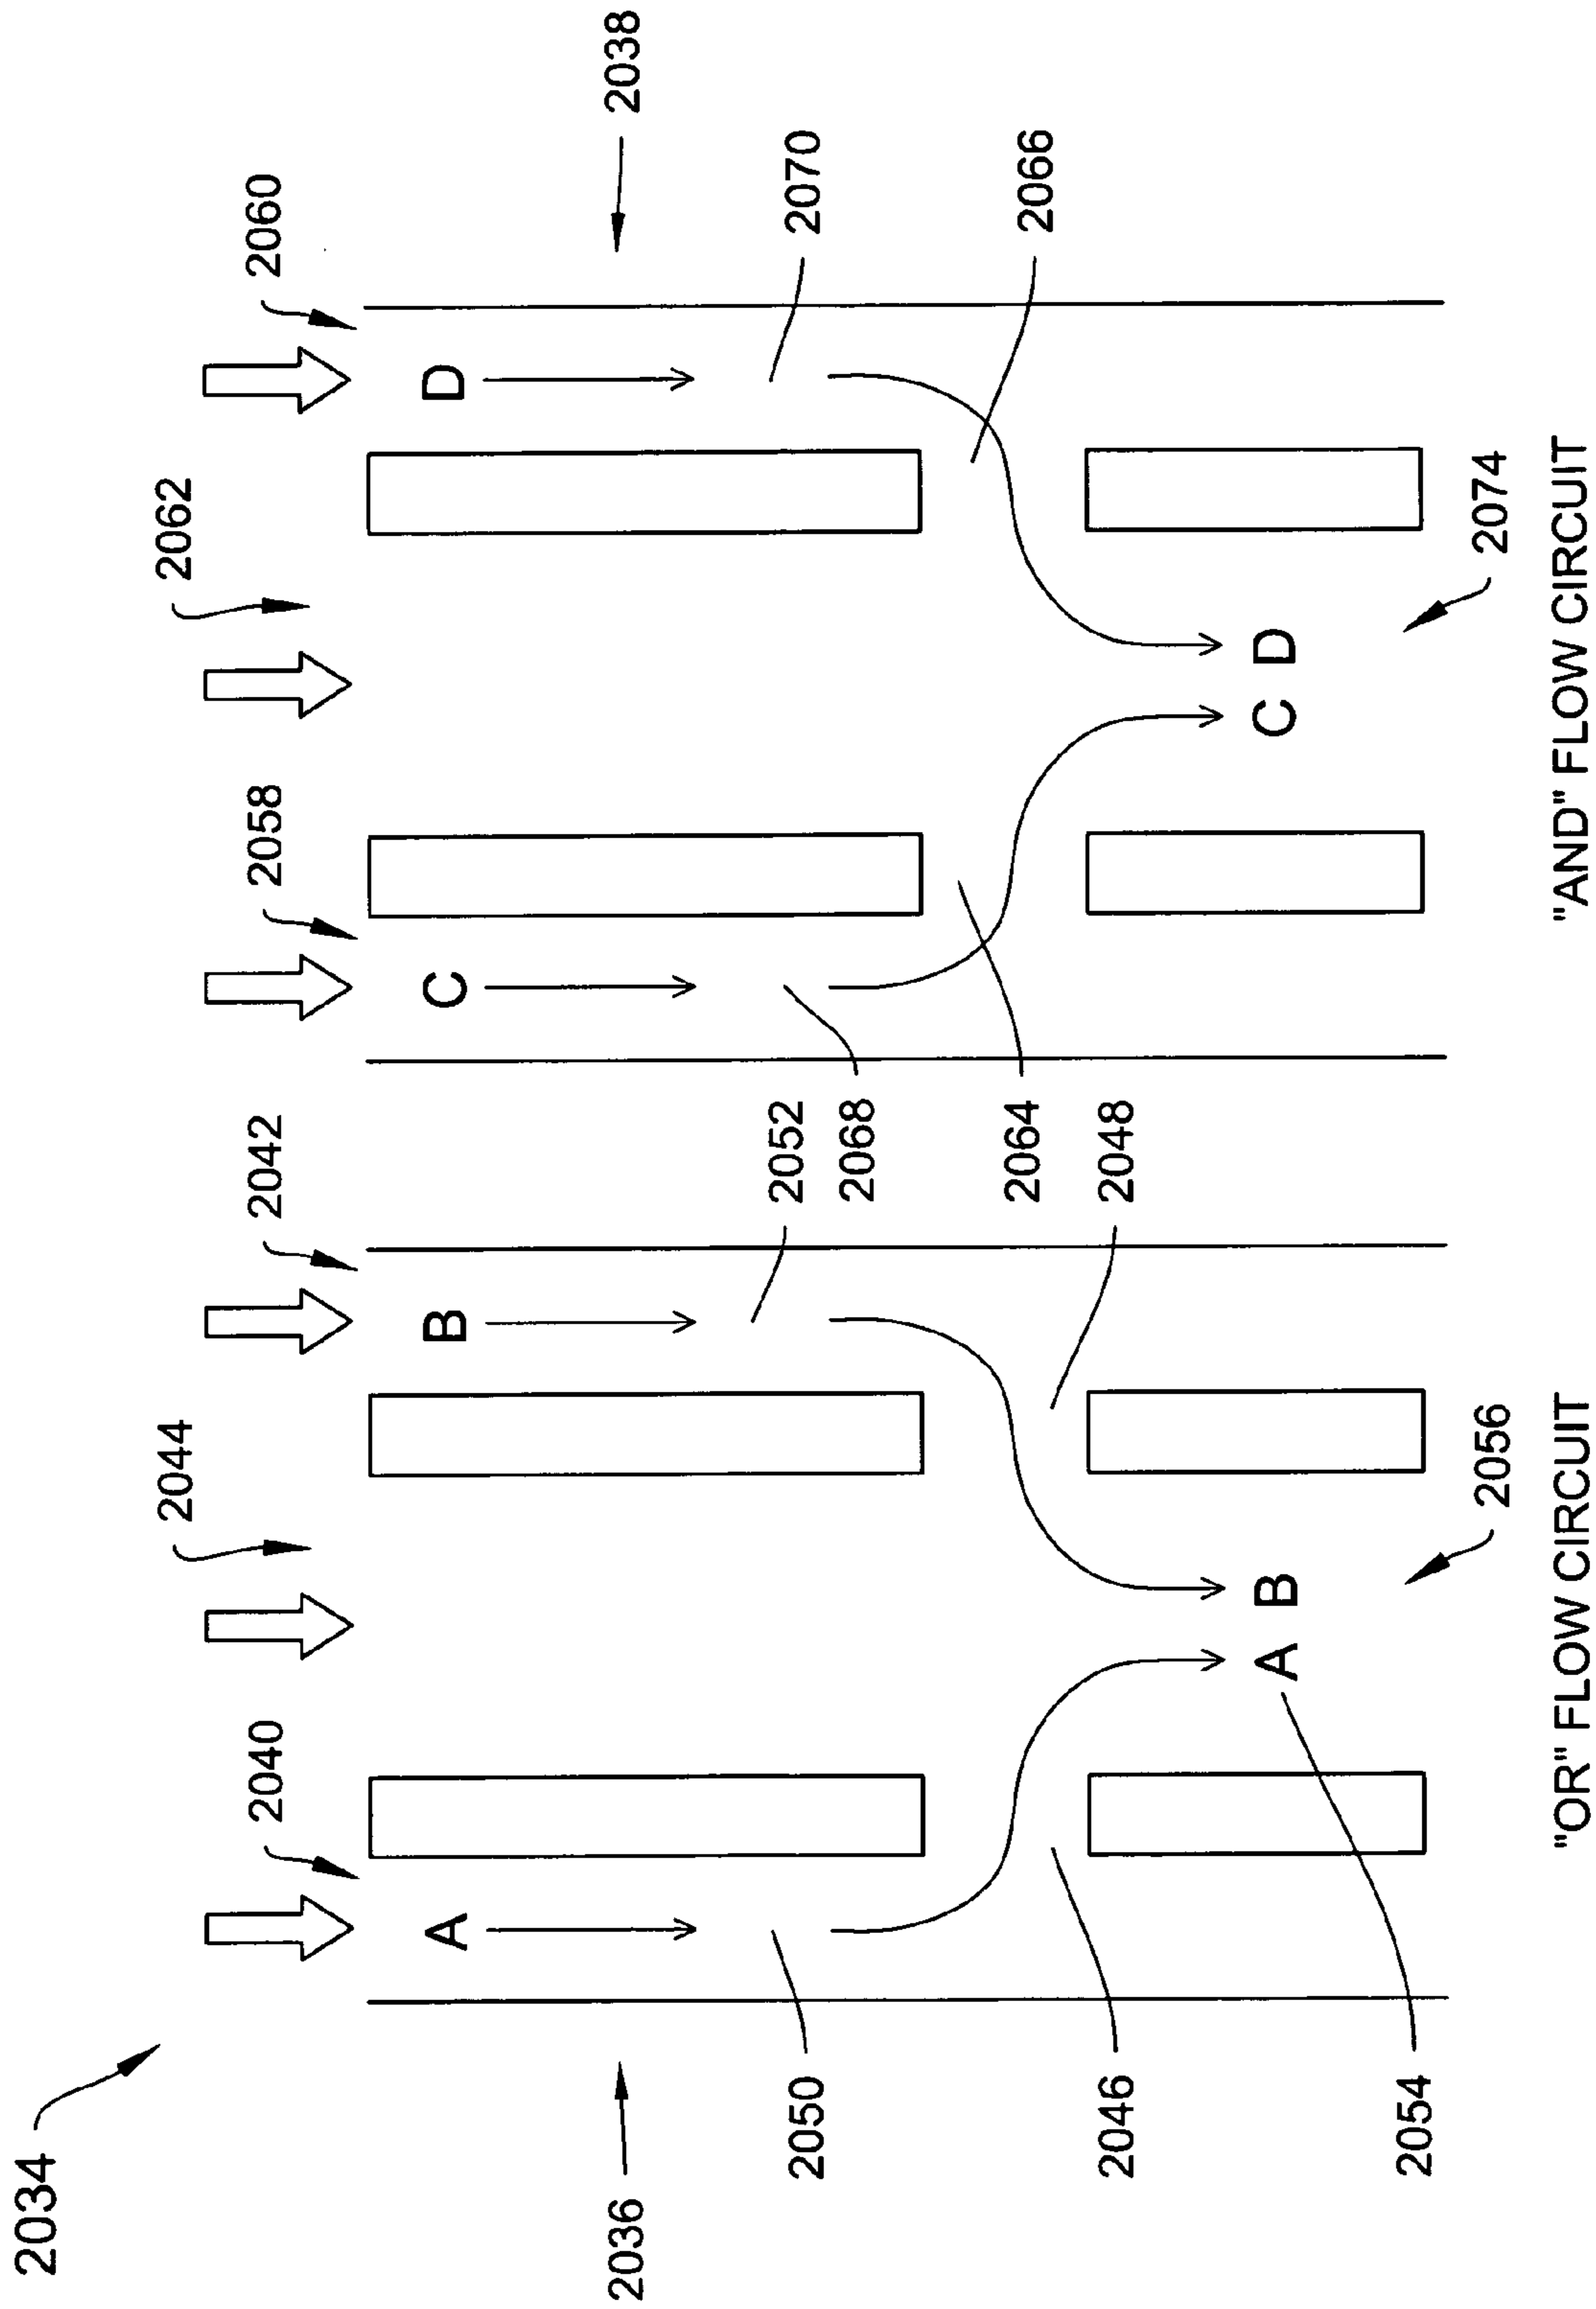 2034
2036
2038
2040
2044
2042
2058
2062
2060
A
B
C
D
2050
2052
2068
2070
2046
2048
2064
2066
A B
C D
2054
2056
2074
"OR" FLOW CIRCUIT
"AND" FLOW CIRCUIT